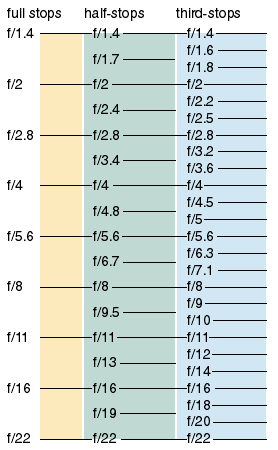 full stops half-stops third-stops
f/1.4 f/1.4 f/1.4
f/1.6
f/1.7
f/1.8
f/2 f/2 f/2
f/2.2
f/2.4
f/2.5
f/2.8 f/2.8 f/2.8
f/3.2
f/3.4
f/3.6
f/4 f/4 f/4
f/4.5
f/4.8
f/5
f/5.6 f/5.6 f/5.6
f/6.3
f/6.7
f/7.1
f/8 f/8 f/8
f/9
f/9.5
f/10
f/11 f/11 f/11
f/12
f/13
f/14
f/16 f/16 f/16
f/18
f/19
f/20
f/22 f/22 f/22